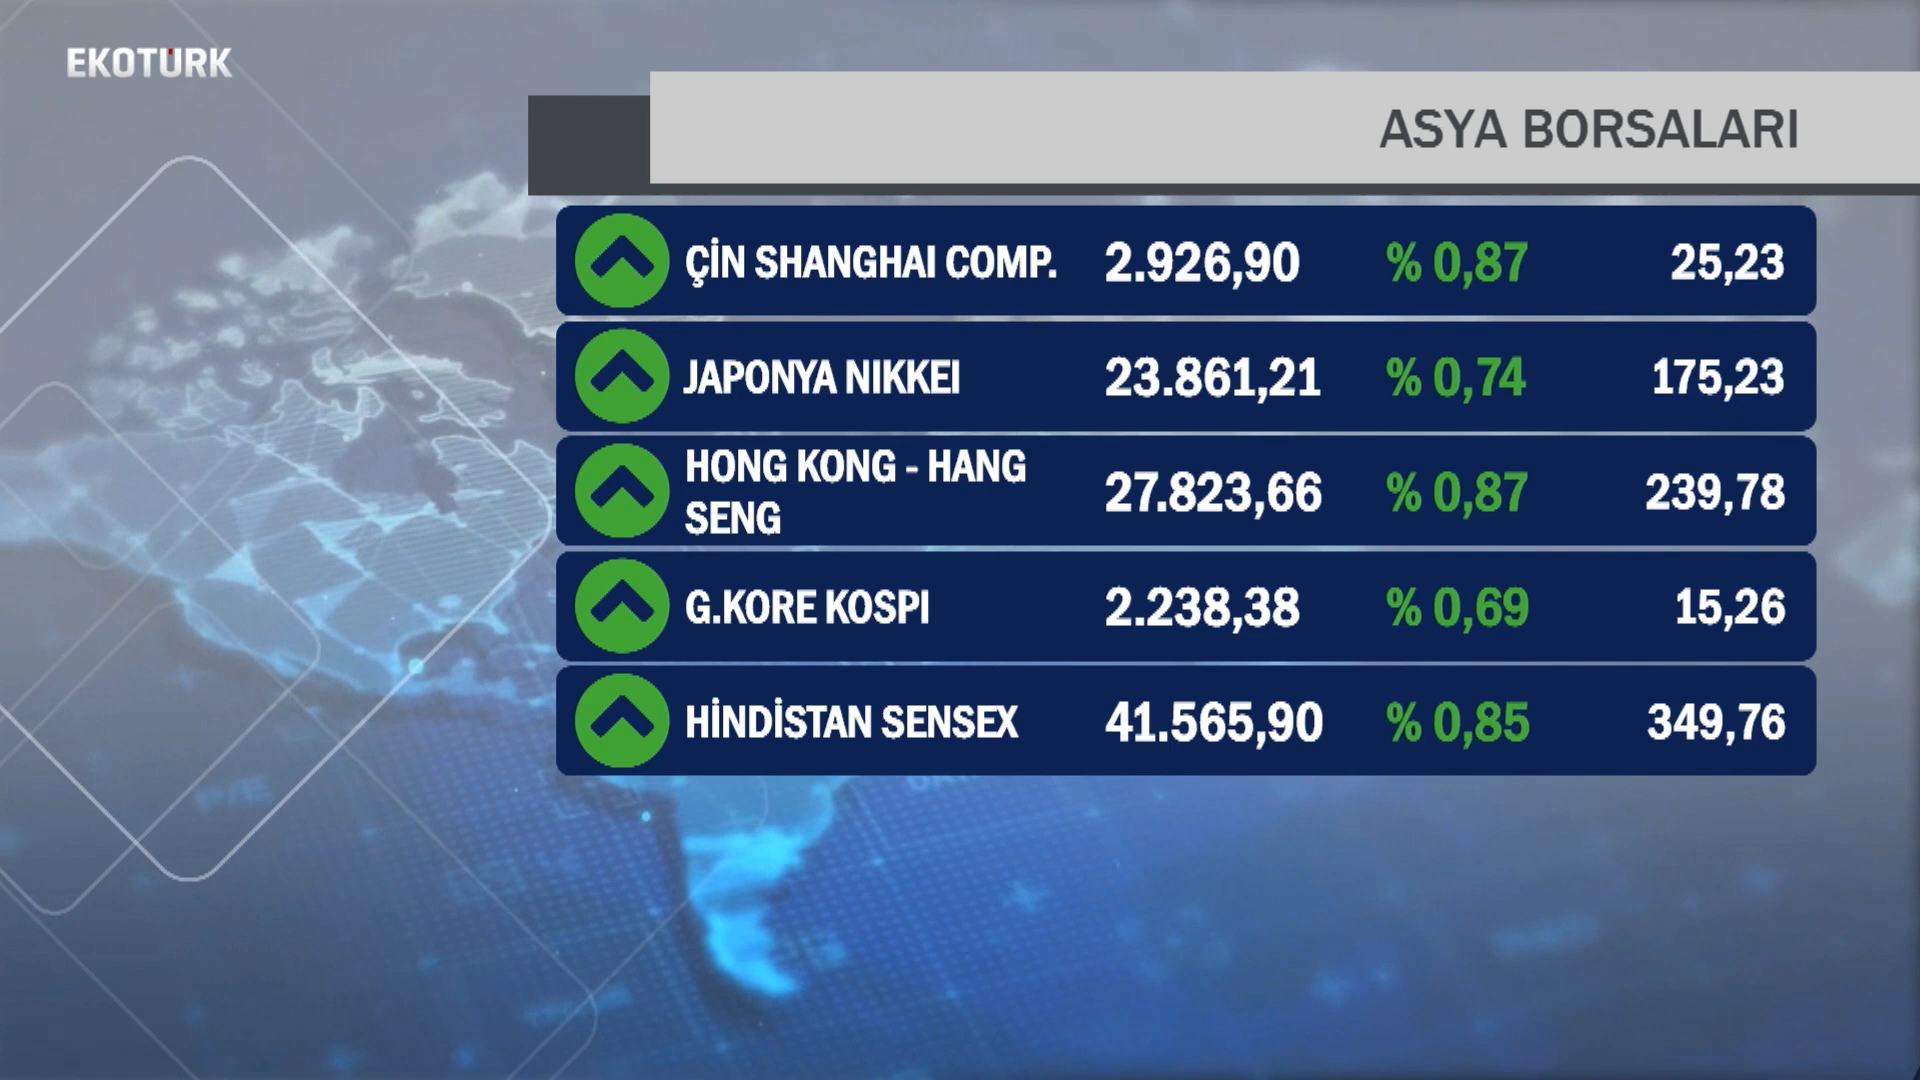 EKOTÜRK
ASYA BORSALARI
ÇİN SHANGHAI COMP. 2.926,90 % 0,87 25,23
JAPONYA NIKKEI 23.861,21 % 0,74 175,23
HONG KONG - HANG
SENG 27.823,66 % 0,87 239,78
G.KORE KOSPI 2.238,38 % 0,69 15,26
HİNDİSTAN SENSEX 41.565,90 % 0,85 349,76
P/E